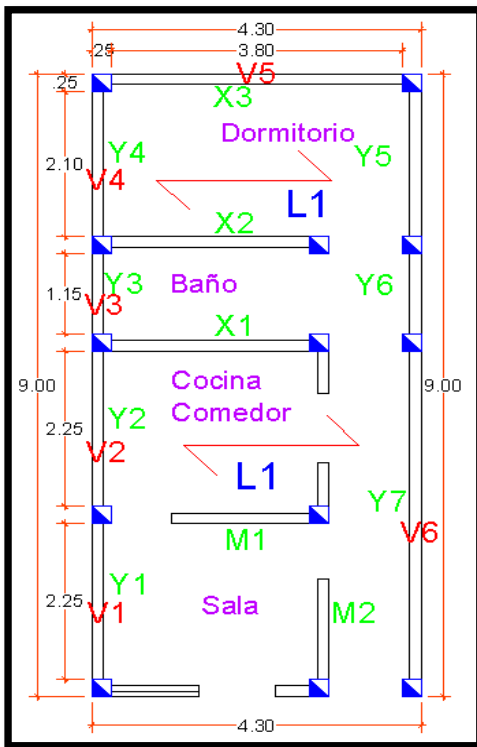 4.30
.25
3.80
V5
.25
X3
Dormitorio
Y4
Y5
2.10
V4
L1
X2
Y3
Baño
Y6
1.15
V3
X1
Cocina
Comedor
9.00
9.00
Y2
2.25
V2
L1
Y7
V6
M1
Y1
Sala
M2
2.25
V1
4.30